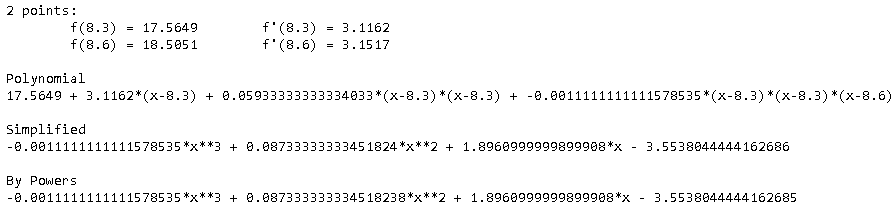 2 points:
f(8.3) = 17.5649 f'(8.3) = 3.1162
f(8.6) = 18.5051 f'(8.6) = 3.1517
Polynomial
17.5649 + 3.1162*(x-8.3) + 0.05933333333334033*(x-8.3)*(x-8.3) + -0.0011111111111578535*(x-8.3)*(x-8.3)*(x-8.6)
Simplified
-0.0011111111111578535*x**3 + 0.08733333333451824*x**2 + 1.8960999999899908*x - 3.5538044444162686
By Powers
-0.0011111111111578535*x**3 + 0.087333333334518238*x**2 + 1.8960999999899908*x - 3.5538044444162685